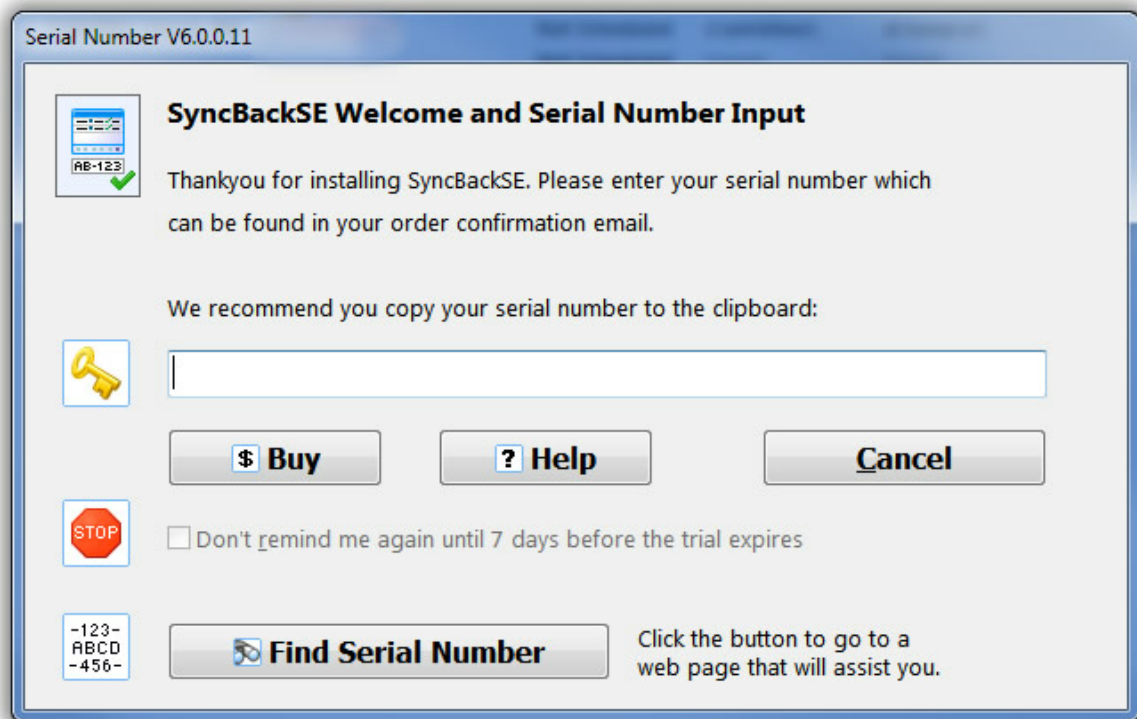 Serial Number V6.0.0.11
SyncBackSE Welcome and Serial Number Input
AB-123
Thankyou for installing SyncBackSE. Please enter your serial number which
can be found in your order confirmation email.
We recommend you copy your serial number to the clipboard:
$ Buy
? Help
Cancel
STOP
Don't remind me again until 7 days before the trial expires
-123-
ABCD
-456-
Find Serial Number
Click the button to go to a
web page that will assist you.